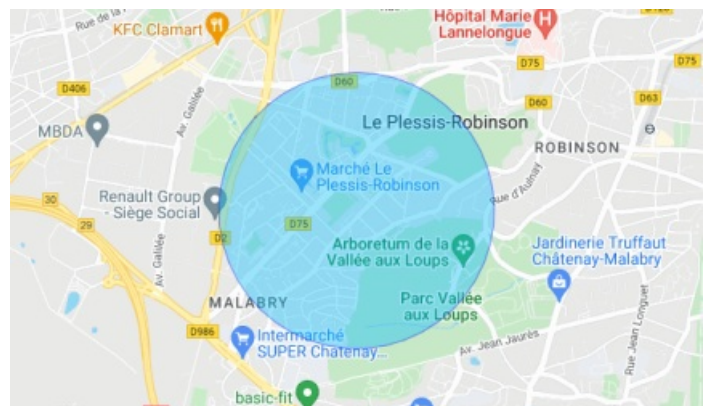 Hôpital Marie
Lannelongue
Rue de la
KFC Clamart
D75
D75
D60
D406
D60
D63
Av. Galilée
MBDA
Le Plessis-Robinson
ROBINSON
Marché Le
Plessis-Robinson
Rue d'Aulnay
30
Renault Group
- Siège Social
29
D75
D2
Av. Galilée
Arboretum de la
Vallée aux Loups
Jardinerie Truffaut
Châtenay-Malabry
MALABRY
Parc Vallée
aux Loups
Rue Jean Longuet
D986
Intermarché
SUPER Chatenay...
Av. Jean Jaurès
basic-fit